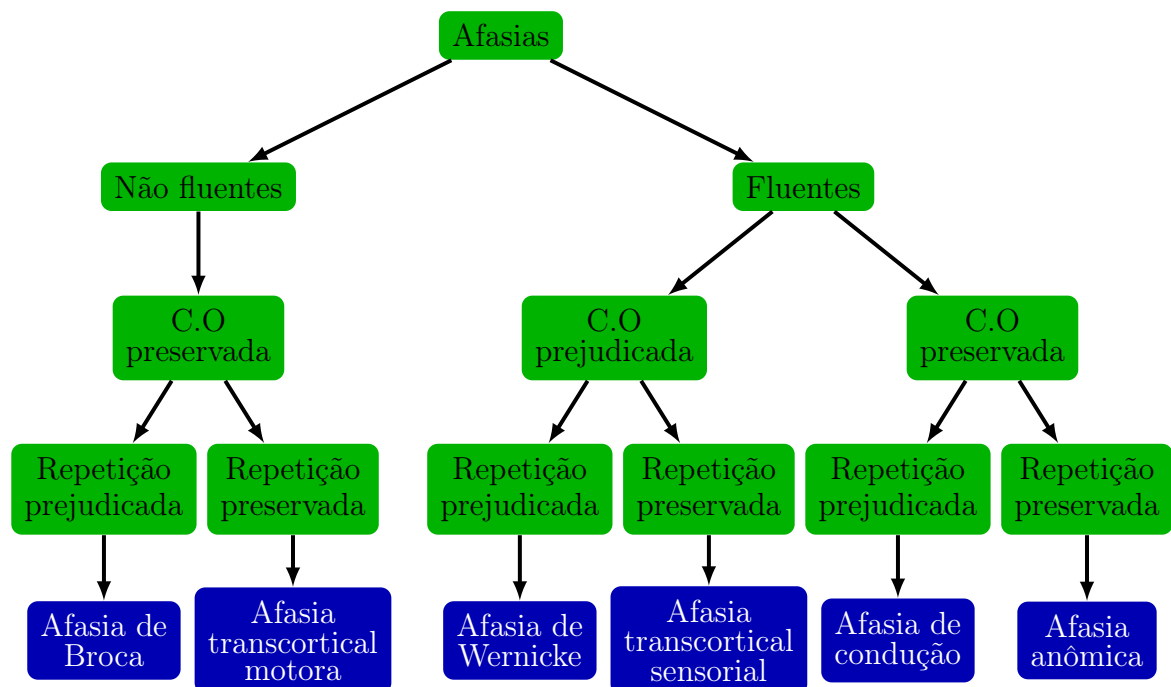 Afasias
Não fluentes
Fluentes
C.O
preservada
C.O
prejudicada
C.O
preservada
Repetição
prejudicada
Repetição
preservada
Repetição
prejudicada
Repetição
preservada
Repetição
prejudicada
Repetição
preservada
Afasia de
Broca
Afasia
transcortical
motora
Afasia de
Wernicke
Afasia
transcortical
sensorial
Afasia de
condução
Afasia
anômica